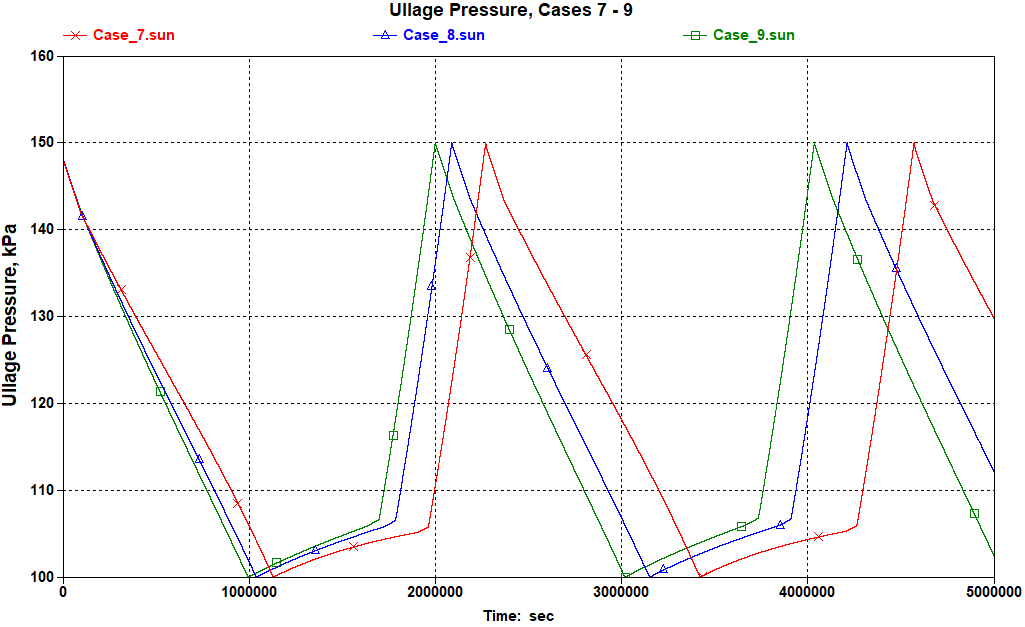 Ullage Pressure, Cases 7 - 9
Case_7.sun Case_8.sun Case_9.sun
160
150
140
130
120
110
100
Ullage Pressure, kPa
0 1000000 2000000 3000000 4000000 5000000
Time: sec